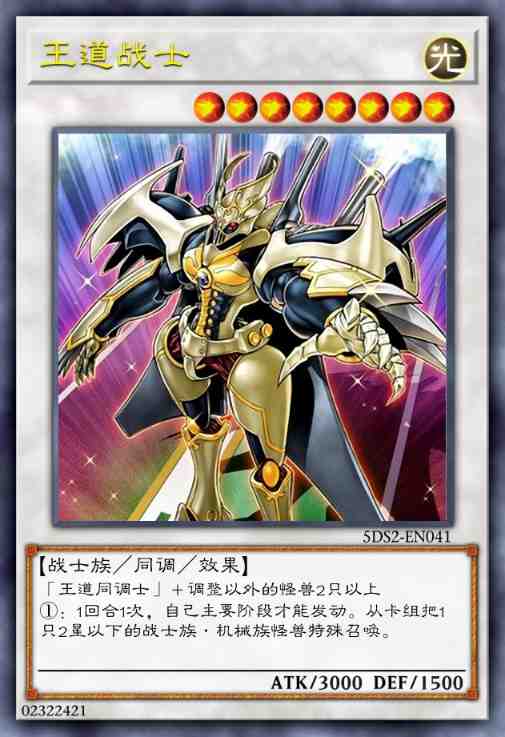 王道战士
光
5DS2-EN041
【战士族／同调／效果】
「王道同调士」＋调整以外的怪兽2只以上
①：1回合1次，自己主要阶段才能发动。从卡组把1
只2星以下的战士族·机械族怪兽特殊召唤。
ATK/3000 DEF/1500
02322421